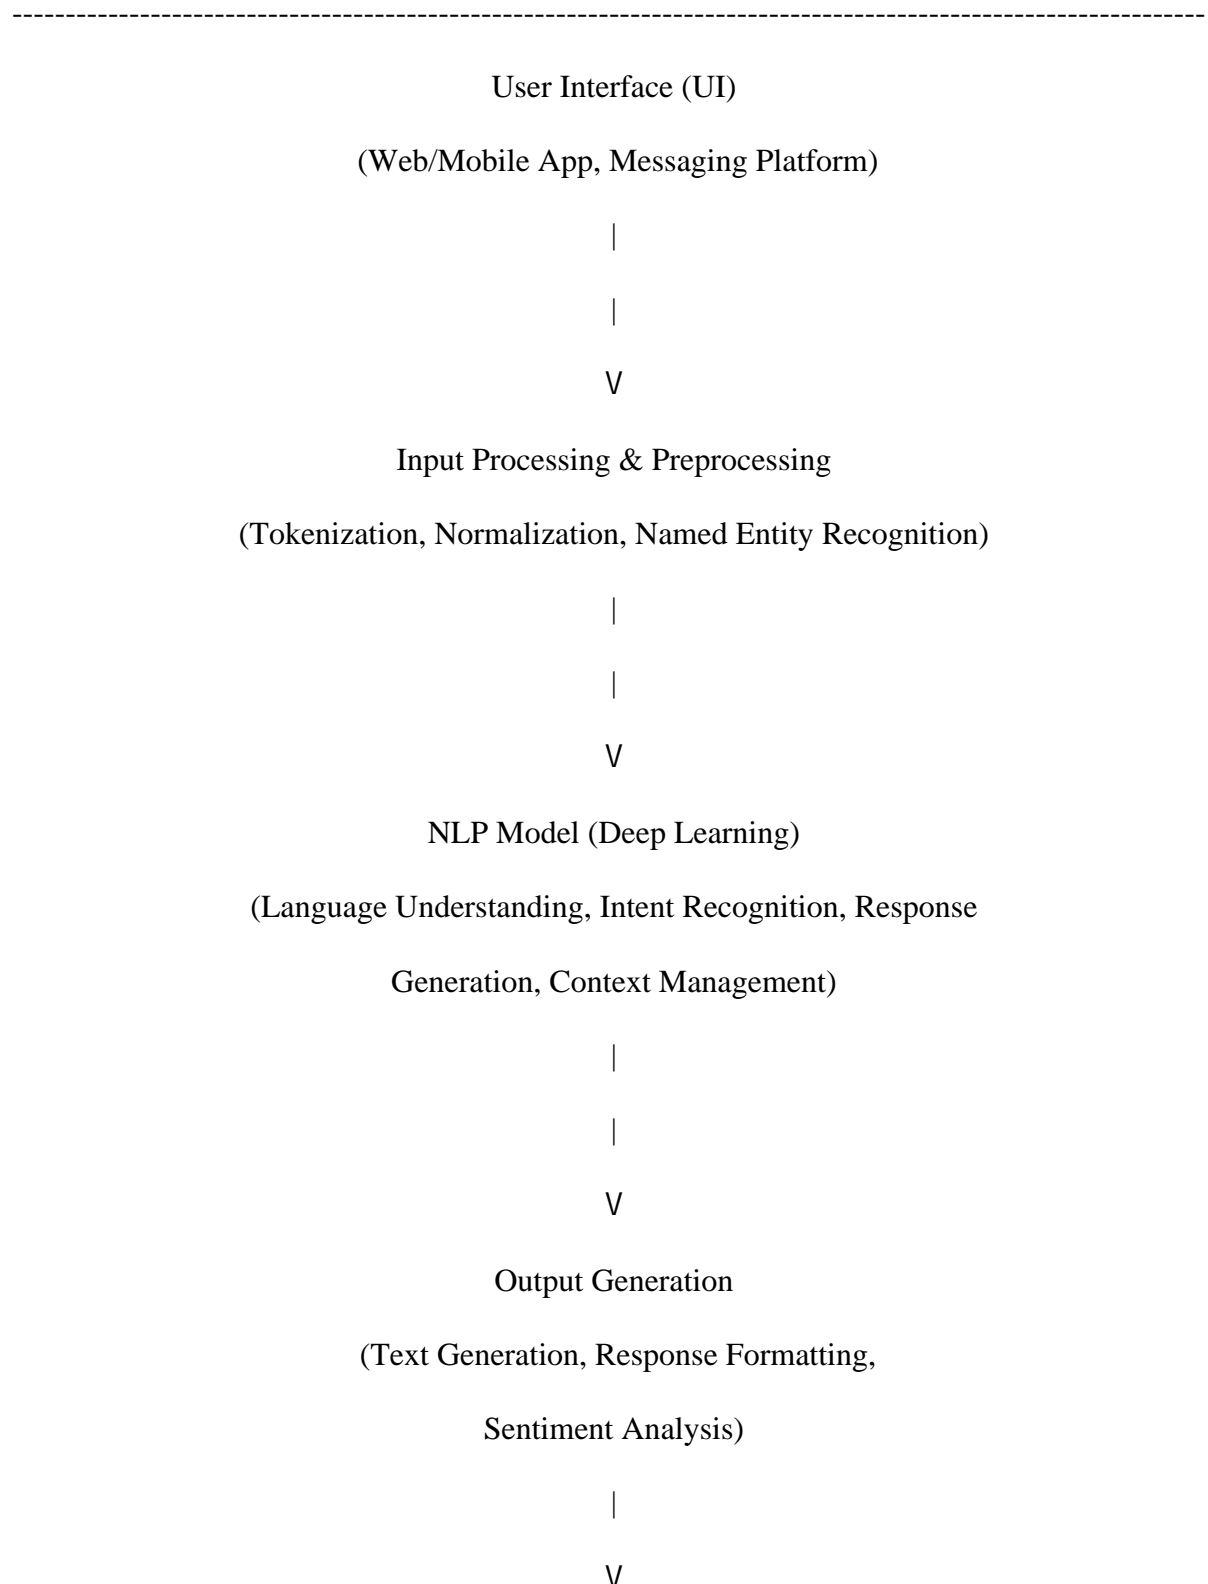 ----------------------------------------------------------------------------------------------------------------
User Interface (UI)
(Web/Mobile App, Messaging Platform)
|
|
V
Input Processing & Preprocessing
(Tokenization, Normalization, Named Entity Recognition)
|
|
V
NLP Model (Deep Learning)
(Language Understanding, Intent Recognition, Response
Generation, Context Management)
|
|
V
Output Generation
(Text Generation, Response Formatting,
Sentiment Analysis)
|
V